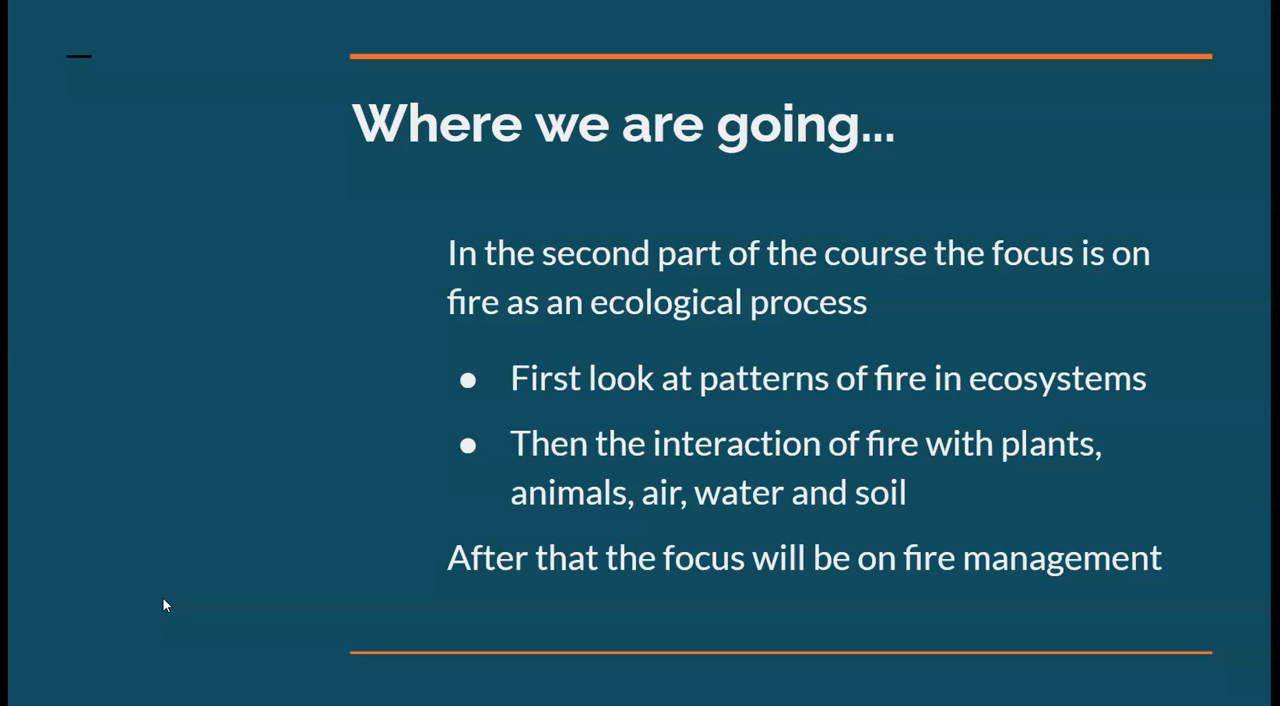 Where we are going...
In the second part of the course the focus is on
fire as an ecological process
● First look at patterns of fire in ecosystems
● Then the interaction of fire with plants,
animals, air, water and soil
After that the focus will be on fire management